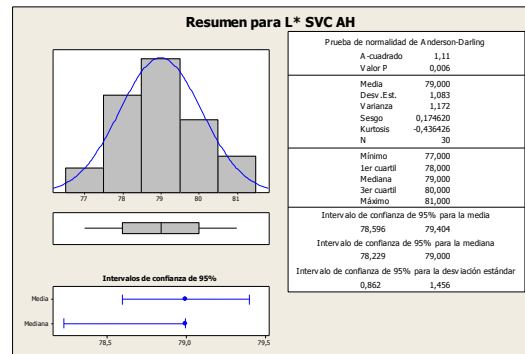 Resumen para L* SVC AH
77 78 79 80 81
Intervalos de confianza de 95%
Media
Mediana
78,5 79,0 79,5
Prueba de normalidad de Anderson-Darling
A-cuadrado 1,11
Valor P 0,006
Media 79,000
Desv.Est. 1,083
Varianza 1,172
Sesgo 0,174620
Kurtosis -0,436426
N 30
Mínimo 77,000
1er cuartil 78,000
Mediana 79,000
3er cuartil 80,000
Máximo 81,000
Intervalo de confianza de 95% para la media
78,596 79,404
Intervalo de confianza de 95% para la mediana
78,229 79,000
Intervalo de confianza de 95% para la desviación estándar
0,862 1,456